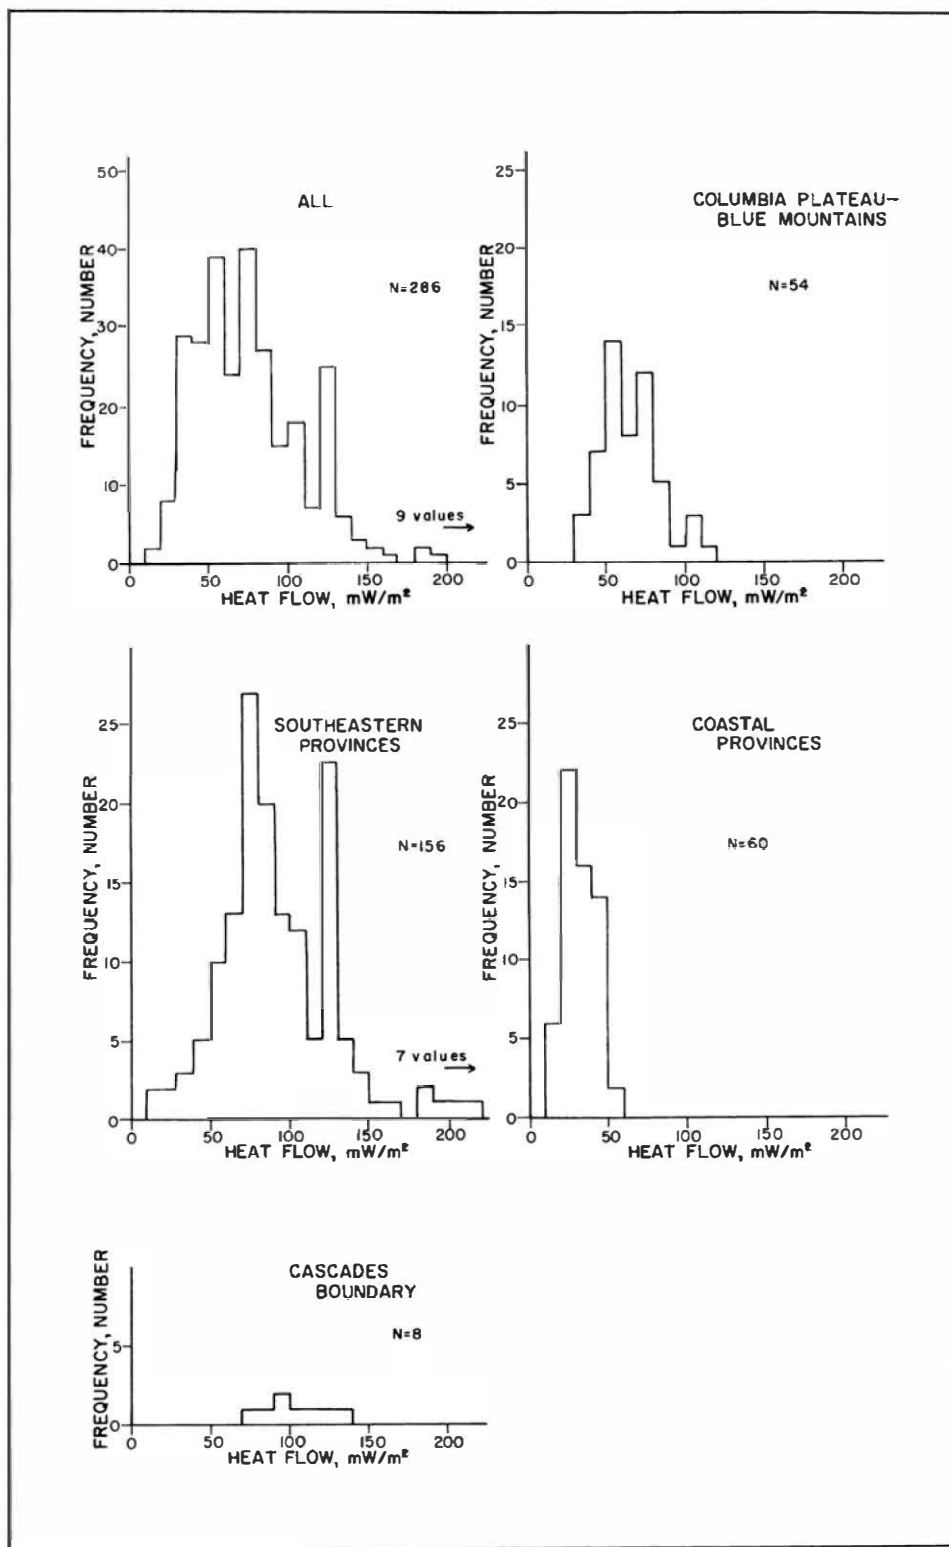 ALL
N=286
9 values
FREQUENCY, NUMBER
50
40
30
20
10
0
0 50 100 150 200
HEAT FLOW, mW/m²
COLUMBIA PLATEAU-
BLUE MOUNTAINS
N=54
FREQUENCY, NUMBER
25
20
15
10
5
0
0 50 100 150 200
HEAT FLOW, mW/m²
SOUTHEASTERN
PROVINCES
N=156
7 values
FREQUENCY, NUMBER
25
20
15
10
5
0
0 50 100 150 200
HEAT FLOW, mW/m²
COASTAL
PROVINCES
N=60
FREQUENCY, NUMBER
25
20
15
10
5
0
0 50 100 150 200
HEAT FLOW, mW/m²
CASCADES
BOUNDARY
N=8
FREQUENCY, NUMBER
5
0
0 50 100 150 200
HEAT FLOW, mW/m²